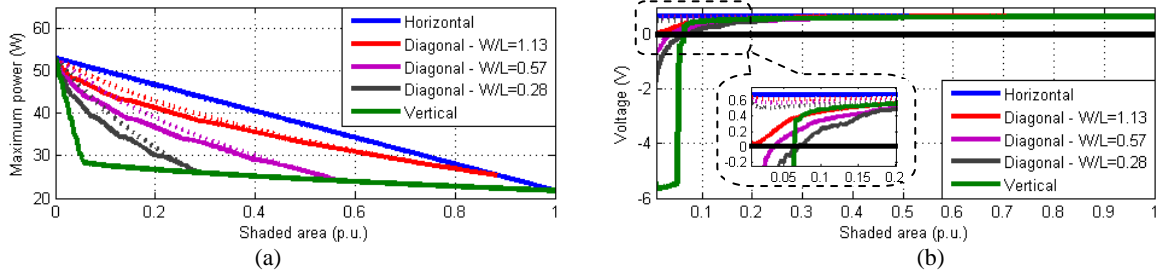 60
50
40
30
20
Maximum power (W)
0
0.2
0.4
0.6
0.8
1
Shaded area (p.u.)
Horizontal
Diagonal - W/L=1.13
Diagonal - W/L=0.57
Diagonal - W/L=0.28
Vertical
(a)
0
-2
-4
-6
Voltage (V)
0.1
0.2
0.3
0.4
0.5
0.6
0.7
0.8
0.9
1
Shaded area (p.u.)
0.6
0.4
0.2
0
-0.2
0.05
0.1
0.15
0.2
Horizontal
Diagonal - W/L=1.13
Diagonal - W/L=0.57
Diagonal - W/L=0.28
Vertical
(b)